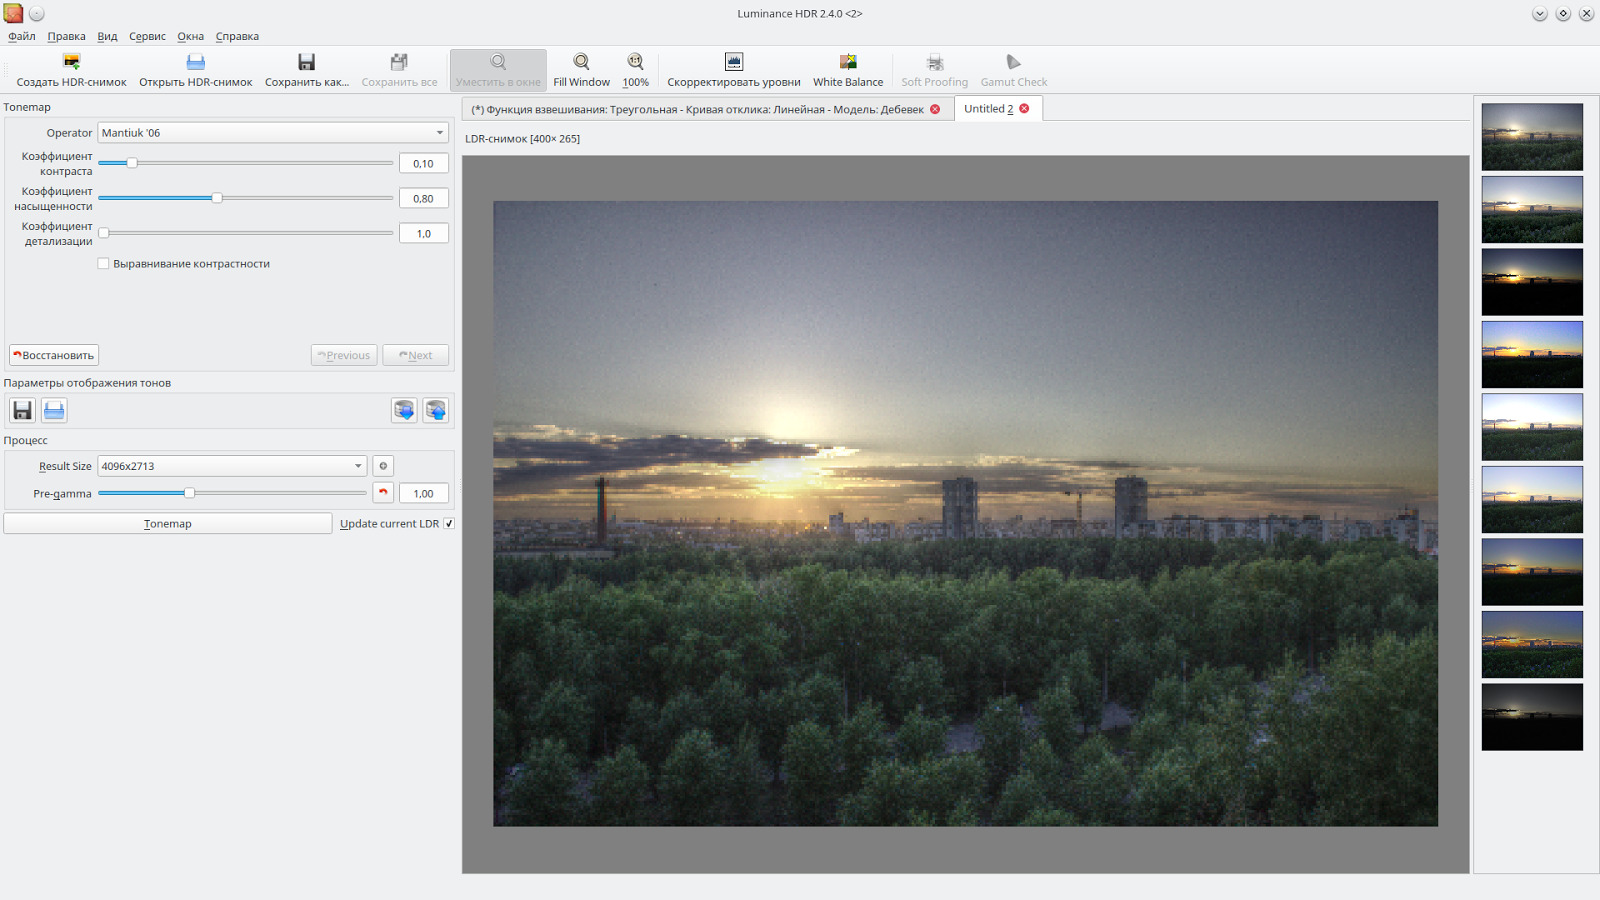 Luminance HDR 2.4.0 <2>
Файл Правка Вид Сервис Окна Справка
Создать HDR-снимок Открыть HDR-снимок Сохранить как... Сохранить все Уместить в окне Fill Window 1:1 100% Скорректировать уровни White Balance Soft Proofing Gamut Check
Tonemap
Operator Mantiuk '06
Коэффициент
контраста 0,10
Коэффициент
насыщенности 0,80
Коэффициент
детализации 1,0
Выравнивание контрастности
Восстановить Previous Next
Параметры отображения тонов
Процесс
Result Size 4096x2713
Pre-gamma 1,00
Tonemap Update current LDR
(*) Функция взвешивания: Треугольная - Кривая отклика: Линейная - Модель: Дебевек Untitled 2
LDR-снимок [400× 265]